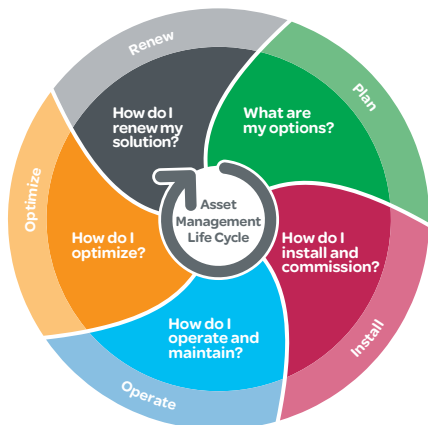 Renew
Plan
How do I
renew my
solution?
What are
my options?
Optimize
Asset
Management
Life Cycle
How do I
optimize?
How do I
install and
commission?
How do I
operate and
maintain?
Install
Operate